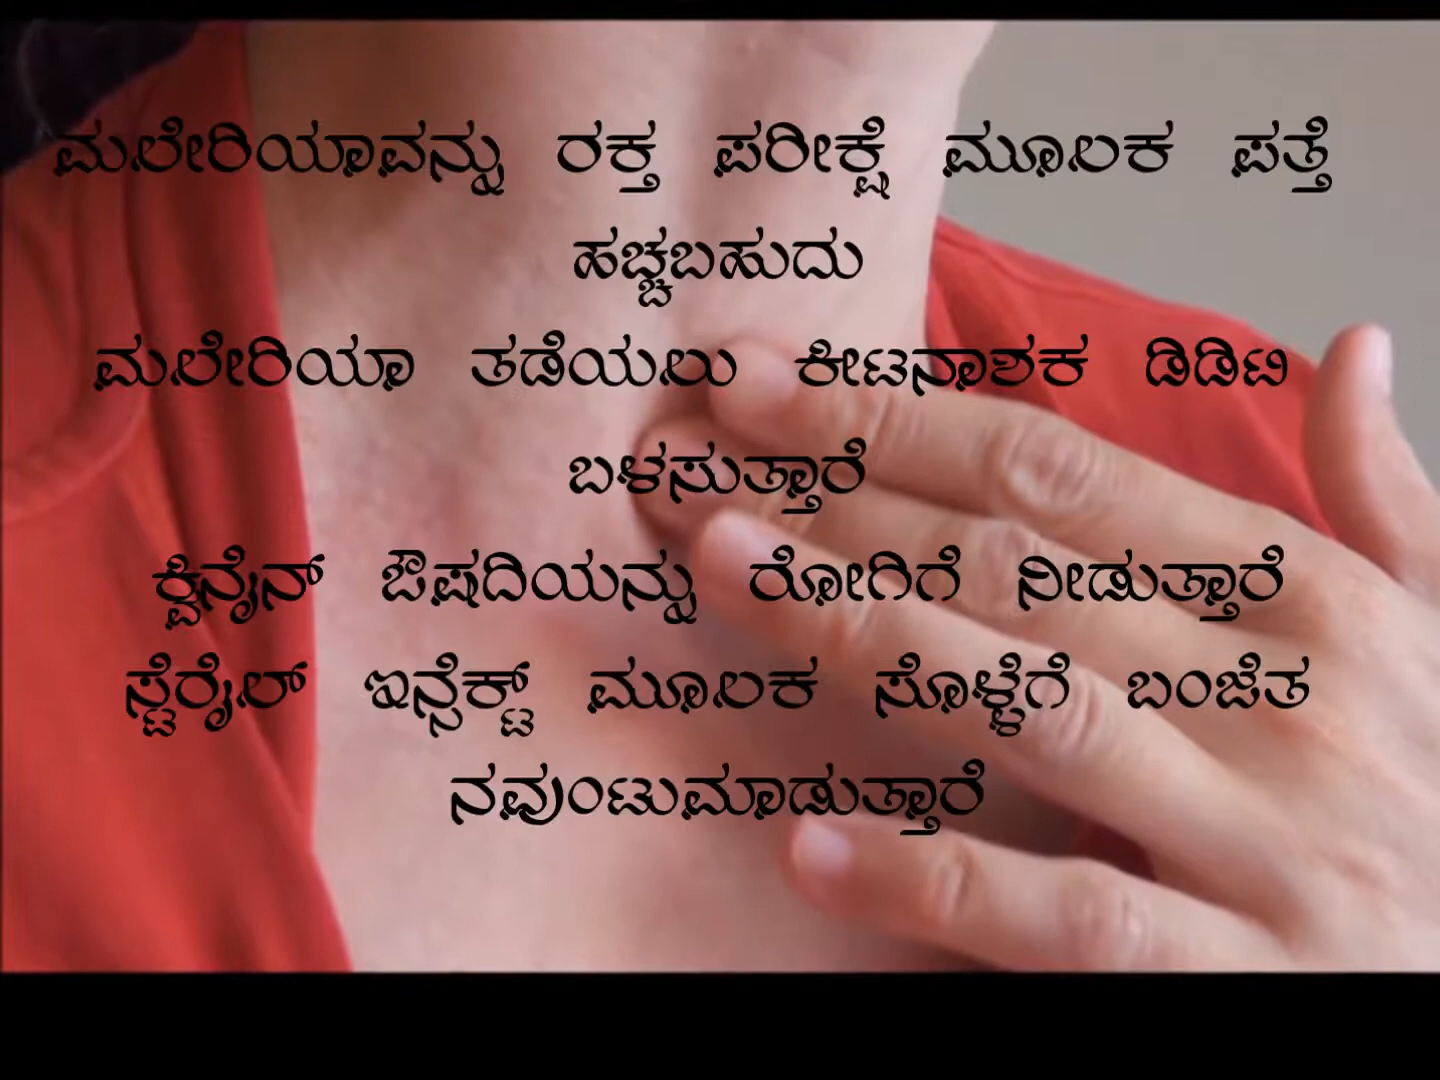 ಮಲೇರಿಯಾವನ್ನು ರಕ್ತ ಪರೀಕ್ಷೆ ಮೂಲಕ ಪತ್ತೆ
ಹಚ್ಚಬಹುದು
ಮಲೇರಿಯಾ ತಡೆಯಲು ಕೀಟನಾಶಕ ಡಿಡಿಟಿ
ಬಳಸುತ್ತಾರೆ
ಕ್ವಿನೈನ್ ಔಷದಿಯನ್ನು ರೋಗಿಗೆ ನೀಡುತ್ತಾರೆ
ಸ್ಟೆರೈಲ್ ಇನ್ಸೆಕ್ಟ್ ಮೂಲಕ ಸೊಳ್ಳೆಗೆ ಬಂಜೆತ
ನವುಂಟುಮಾಡುತ್ತಾರೆ